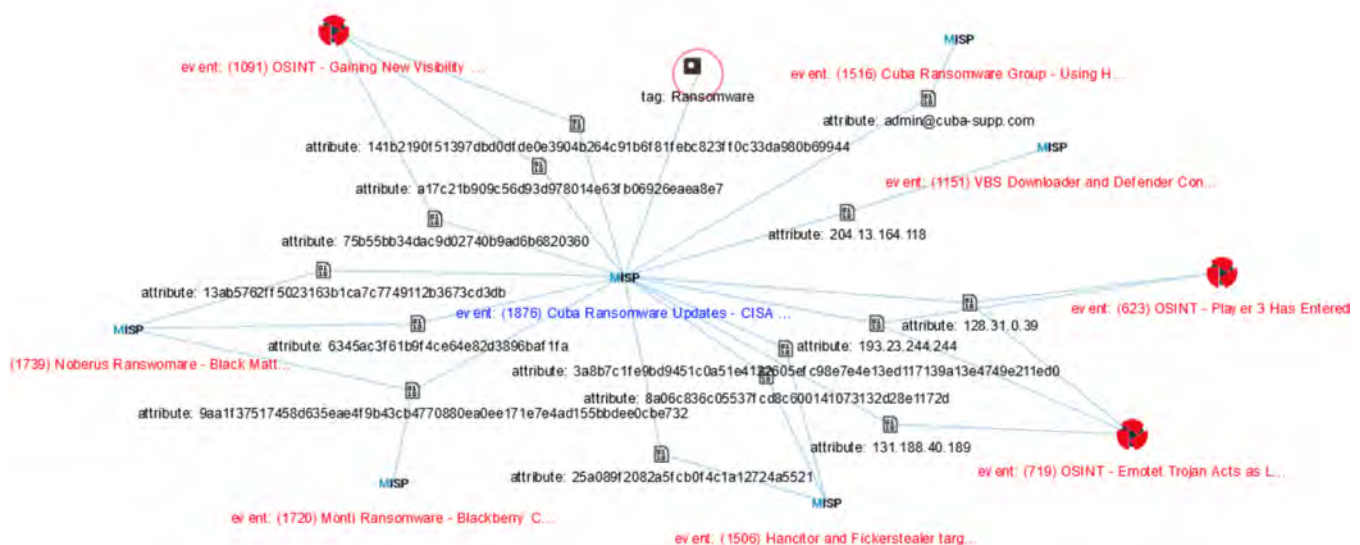 event: (1091) OSINT - Gaining New Visibility ...
tag: Ransomware
MISP
event: (1516) Cuba Ransomware Group - Using H...
attribute: admin@cuba-supp.com
attribute: 141b2190f51397dbd0dfde0e3904b264c91b6f81febc823ff0c33da980b69944
MISP
event: (1151) VBS Downloader and Defender Con...
attribute: a17c21b909c56d93d978014e63fb06926eaea8e7
attribute: 204.13.164.118
attribute: 75b55bb34dac9d02740b9ad6b6820360
MISP
attribute: 13ab5762ff5023163b1ca7c7749112b3673cd3db
event: (1876) Cuba Ransomware Updates - CISA ...
event: (623) OSINT - Player 3 Has Entered
attribute: 128.31.0.39
MISP
attribute: 6345ac3f61b9f4ce64e82d3896baf1fa
attribute: 193.23.244.244
(1739) Noberus Ranswomare - Black Matt...
attribute: 3a8b7c1fe9bd9451c0a51e4122605efc98e7e4e13ed117139a13e4749e211ed0
attribute: 8a06c836c05537fcd8c600141073132d28e1172d
attribute: 9aa1f37517458d635eae4f9b43cb4770880ea0ee171e7e4ad155bbdee0cbe732
attribute: 131.188.40.189
event: (719) OSINT - Emotet Trojan Acts as L...
attribute: 25a089f2082a5fcb0f4c1a12724a5521
MISP
event: (1720) Monti Ransomware - Blackberry C...
MISP
event: (1506) Hancitor and Fickerstealer targ...